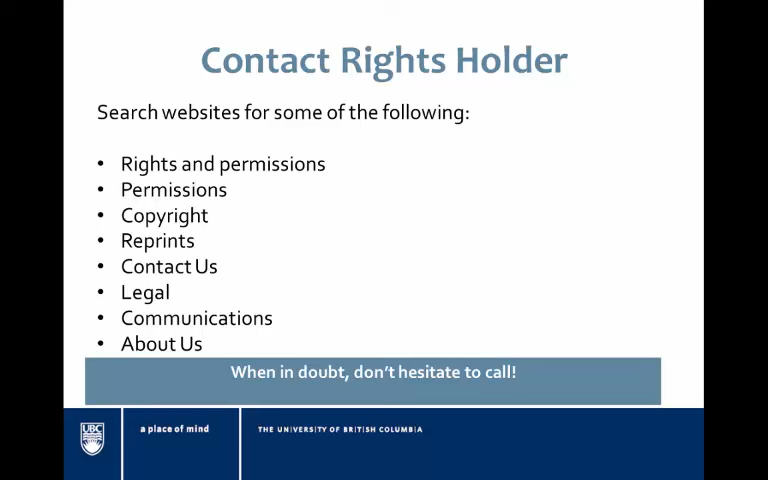 Contact Rights Holder
Search websites for some of the following:
• Rights and permissions
• Permissions
• Copyright
• Reprints
• Contact Us
• Legal
• Communications
• About Us
When in doubt, don't hesitate to call!
UBC
a place of mind
THE UNIVERSITY OF BRITISH COLUMBIA